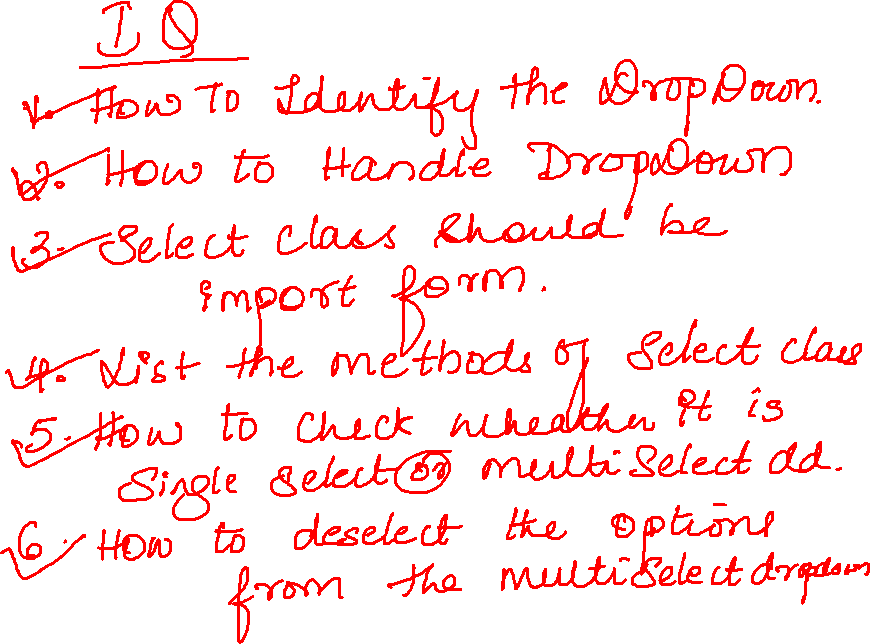 I Q
1. How To Identify the DropDown.
2. How to Handle DropDown
3. Select class should be
import form.
4. List the methods of Select class
5. How to check wheather it is
Single select or multiSelect dd.
6. How to deselect the options
from the multiSelect dropdown